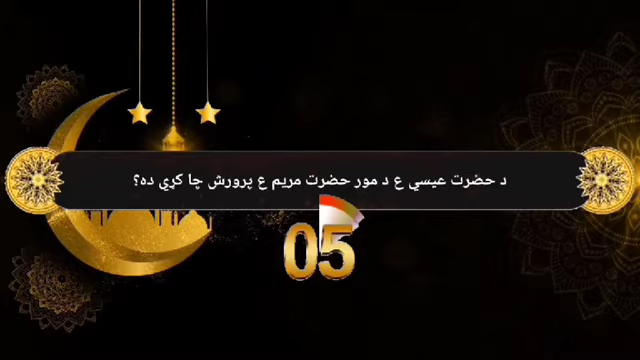 د حضرت عیسي ع د مور حضرت مریم ع پرورش چا کړي ده؟
05